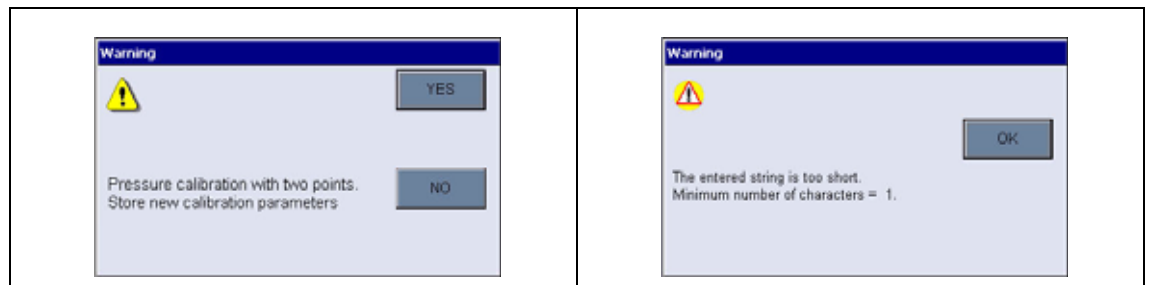 Warning
YES
Pressure calibration with two points.
Store new calibration parameters
NO
Warning
OK
The entered string is too short.
Minimum number of characters = 1.